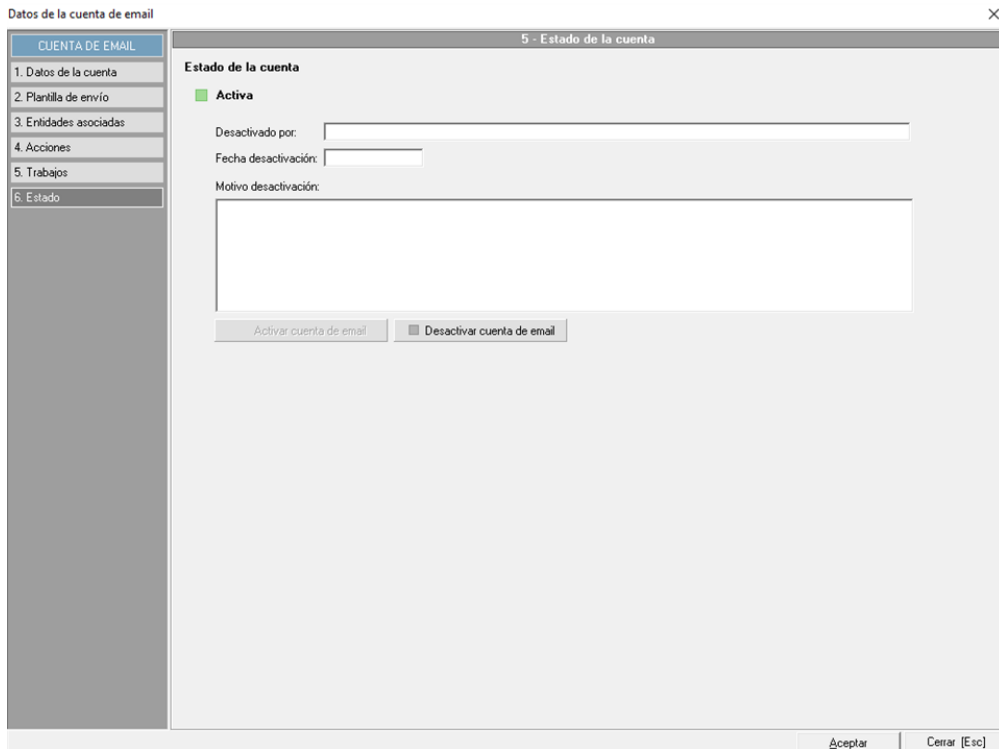 Datos de la cuenta de email
CUENTA DE EMAIL
1. Datos de la cuenta
2. Plantilla de envío
3. Entidades asociadas
4. Acciones
5. Trabajos
6. Estado
5 - Estado de la cuenta
Estado de la cuenta
Activa
Desactivado por:
Fecha desactivación:
Motivo desactivación:
Activar cuenta de email
Desactivar cuenta de email
Aceptar
Cerrar [Esc]